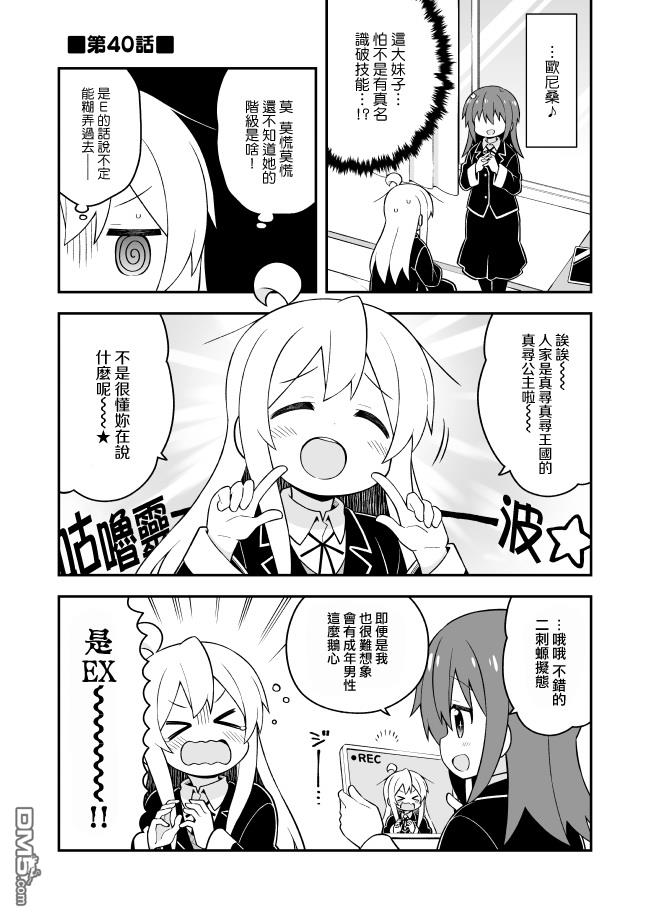 ■第40話■
…歐尼桑♪
這大妹子…
怕不是有真名
識破技能…!?
莫 莫慌莫慌
還不知道她的
階級是啥！
是E的話說不定
能糊弄過去——
誒誒~~~
人家是真尋真尋王國的
真尋公主啦~~~
不是很懂妳在說
什麼呢~~~★
咕嚕靈——波☆
…哦哦 不錯的
二刺螈擬態
即便是我
也很難想象
會有成年男性
這麼鵝心
ジー
●REC
是EX~~~~!!
DM5.com